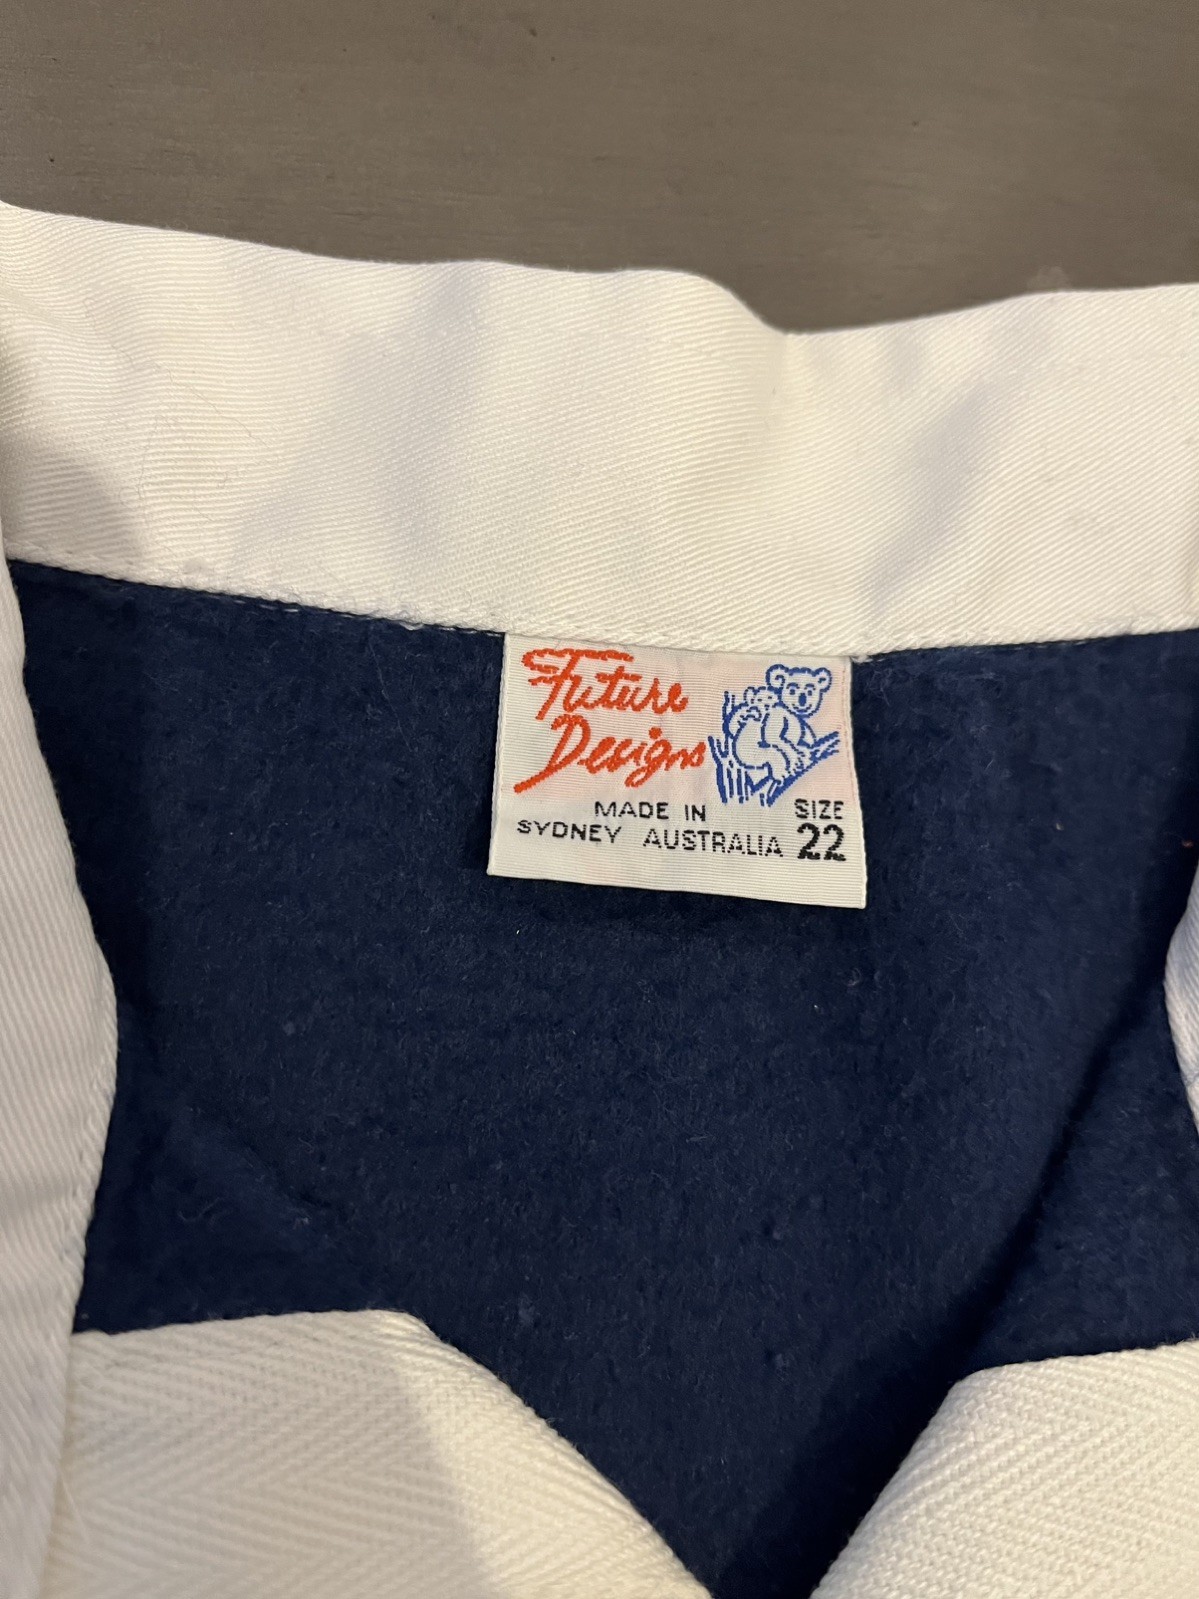 Future
Designs
MADE IN
SYDNEY AUSTRALIA
SIZE
22